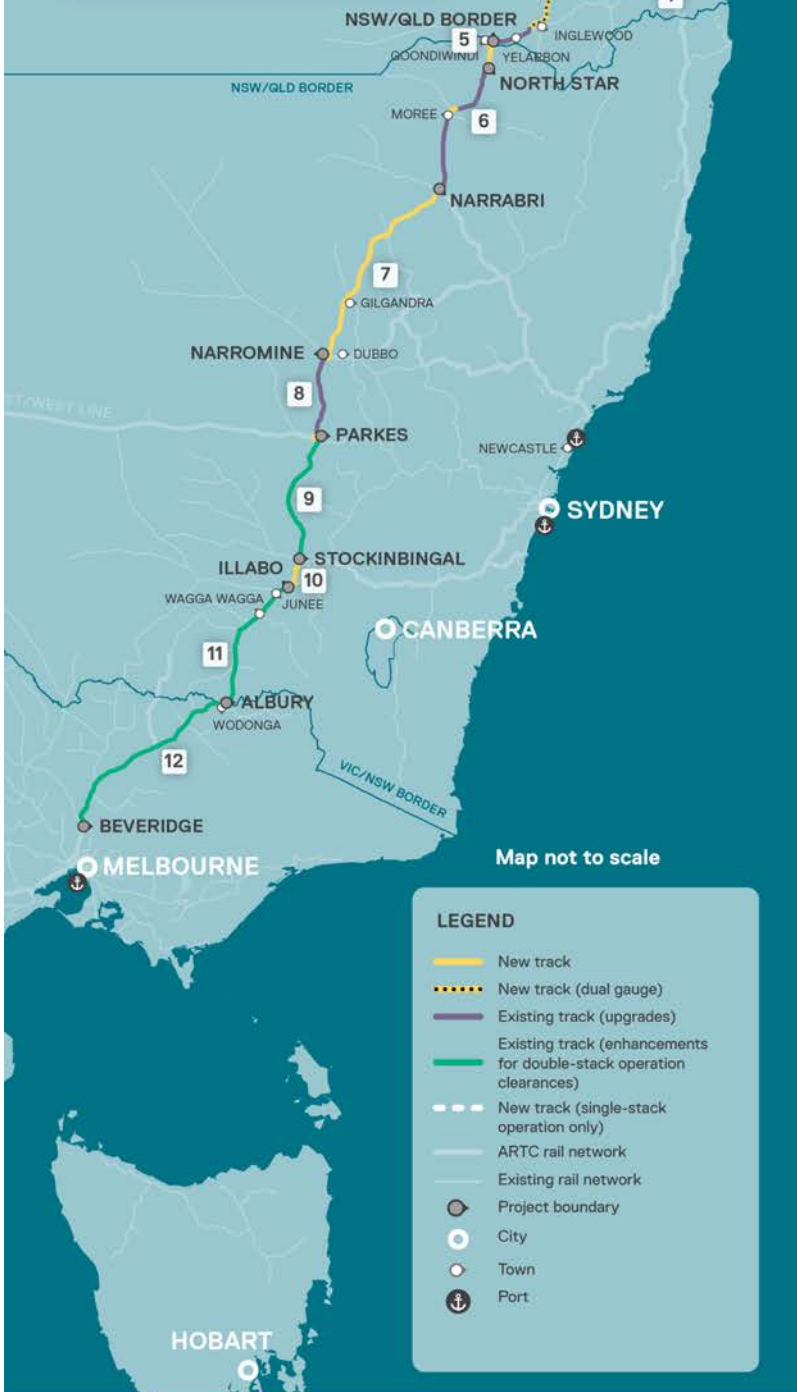 NSW/QLD BORDER
5
INGLEWOOD
GOONDIWINDI
YELARBON
NORTH STAR
NSW/QLD BORDER
MOREE
6
NARRABRI
7
GILGANDRA
NARROMINE
DUBBO
8
ST/WEST LINE
PARKES
NEWCASTLE
9
SYDNEY
STOCKINBINGAL
ILLABO
10
WAGGA WAGGA
JUNEE
CANBERRA
11
ALBURY
WODONGA
12
VIC/NSW BORDER
BEVERIDGE
MELBOURNE
Map not to scale
LEGEND
New track
New track (dual gauge)
Existing track (upgrades)
Existing track (enhancements
for double-stack operation
clearances)
New track (single-stack
operation only)
ARTC rail network
Existing rail network
Project boundary
City
Town
Port
HOBART